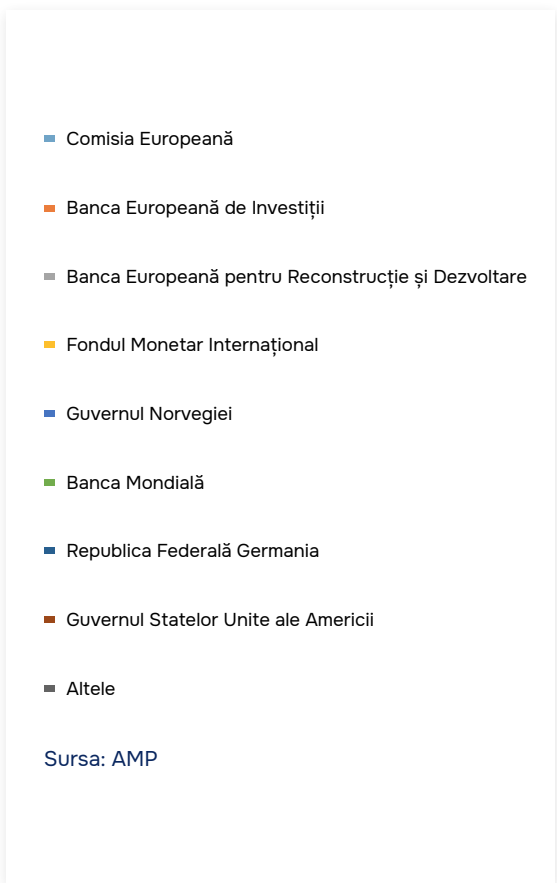 Comisia Europeană
Banca Europeană de Investiții
Banca Europeană pentru Reconstrucție și Dezvoltare
Fondul Monetar Internațional
Guvernul Norvegiei
Banca Mondială
Republica Federală Germania
Guvernul Statelor Unite ale Americii
Altele
Sursa: AMP